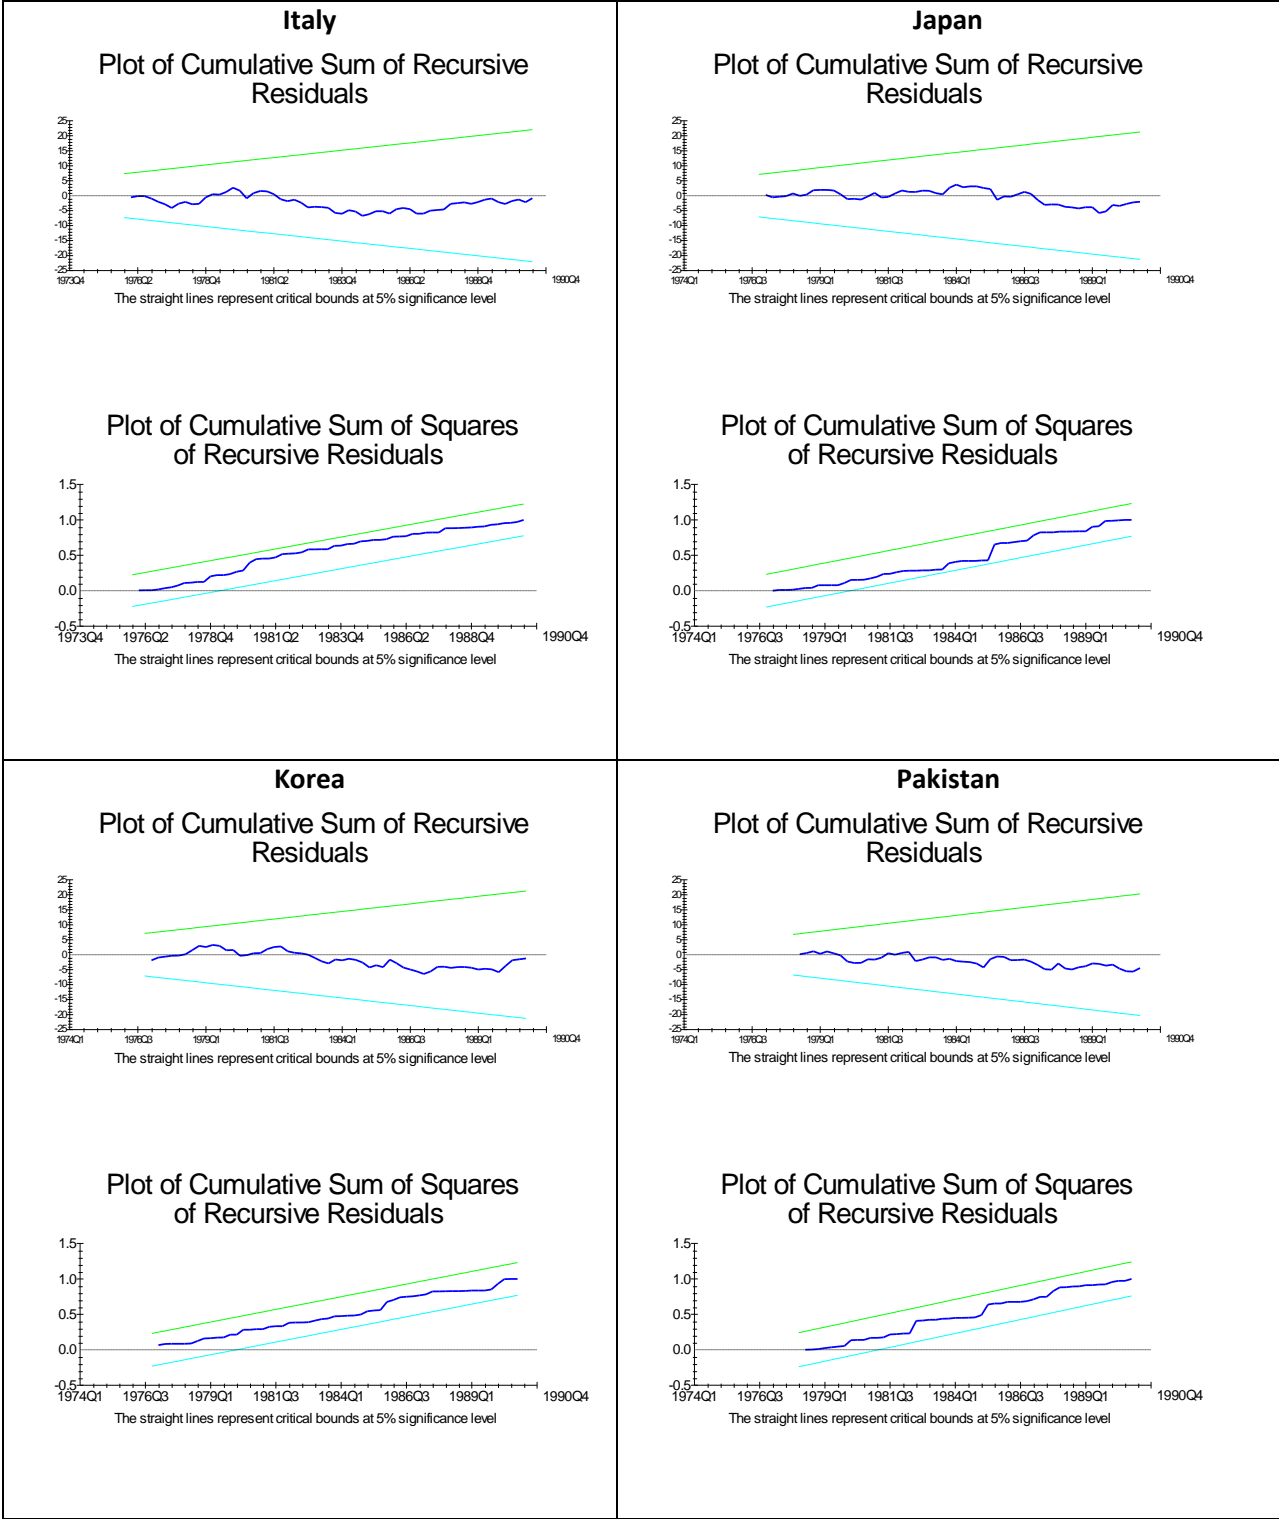 Italy
Plot of Cumulative Sum of Recursive
Residuals
25
20
15
10
5
0
-5
-10
-15
-20
-25
1973Q4 1976Q2 1978Q4 1981Q2 1983Q4 1986Q2 1988Q4 1990Q4
The straight lines represent critical bounds at 5% significance level
Plot of Cumulative Sum of Squares
of Recursive Residuals
1.5
1.0
0.5
0.0
-0.5
1973Q4 1976Q2 1978Q4 1981Q2 1983Q4 1986Q2 1988Q4 1990Q4
The straight lines represent critical bounds at 5% significance level
Japan
Plot of Cumulative Sum of Recursive
Residuals
25
20
15
10
5
0
-5
-10
-15
-20
-25
1974Q1 1976Q3 1979Q1 1981Q3 1984Q1 1986Q3 1989Q1 1990Q4
The straight lines represent critical bounds at 5% significance level
Plot of Cumulative Sum of Squares
of Recursive Residuals
1.5
1.0
0.5
0.0
-0.5
1974Q1 1976Q3 1979Q1 1981Q3 1984Q1 1986Q3 1989Q1 1990Q4
The straight lines represent critical bounds at 5% significance level
Korea
Plot of Cumulative Sum of Recursive
Residuals
25
20
15
10
5
0
-5
-10
-15
-20
-25
1974Q1 1976Q3 1979Q1 1981Q3 1984Q1 1986Q3 1989Q1 1990Q4
The straight lines represent critical bounds at 5% significance level
Plot of Cumulative Sum of Squares
of Recursive Residuals
1.5
1.0
0.5
0.0
-0.5
1974Q1 1976Q3 1979Q1 1981Q3 1984Q1 1986Q3 1989Q1 1990Q4
The straight lines represent critical bounds at 5% significance level
Pakistan
Plot of Cumulative Sum of Recursive
Residuals
25
20
15
10
5
0
-5
-10
-15
-20
-25
1974Q1 1976Q3 1979Q1 1981Q3 1984Q1 1986Q3 1989Q1 1990Q4
The straight lines represent critical bounds at 5% significance level
Plot of Cumulative Sum of Squares
of Recursive Residuals
1.5
1.0
0.5
0.0
-0.5
1974Q1 1976Q3 1979Q1 1981Q3 1984Q1 1986Q3 1989Q1 1990Q4
The straight lines represent critical bounds at 5% significance level